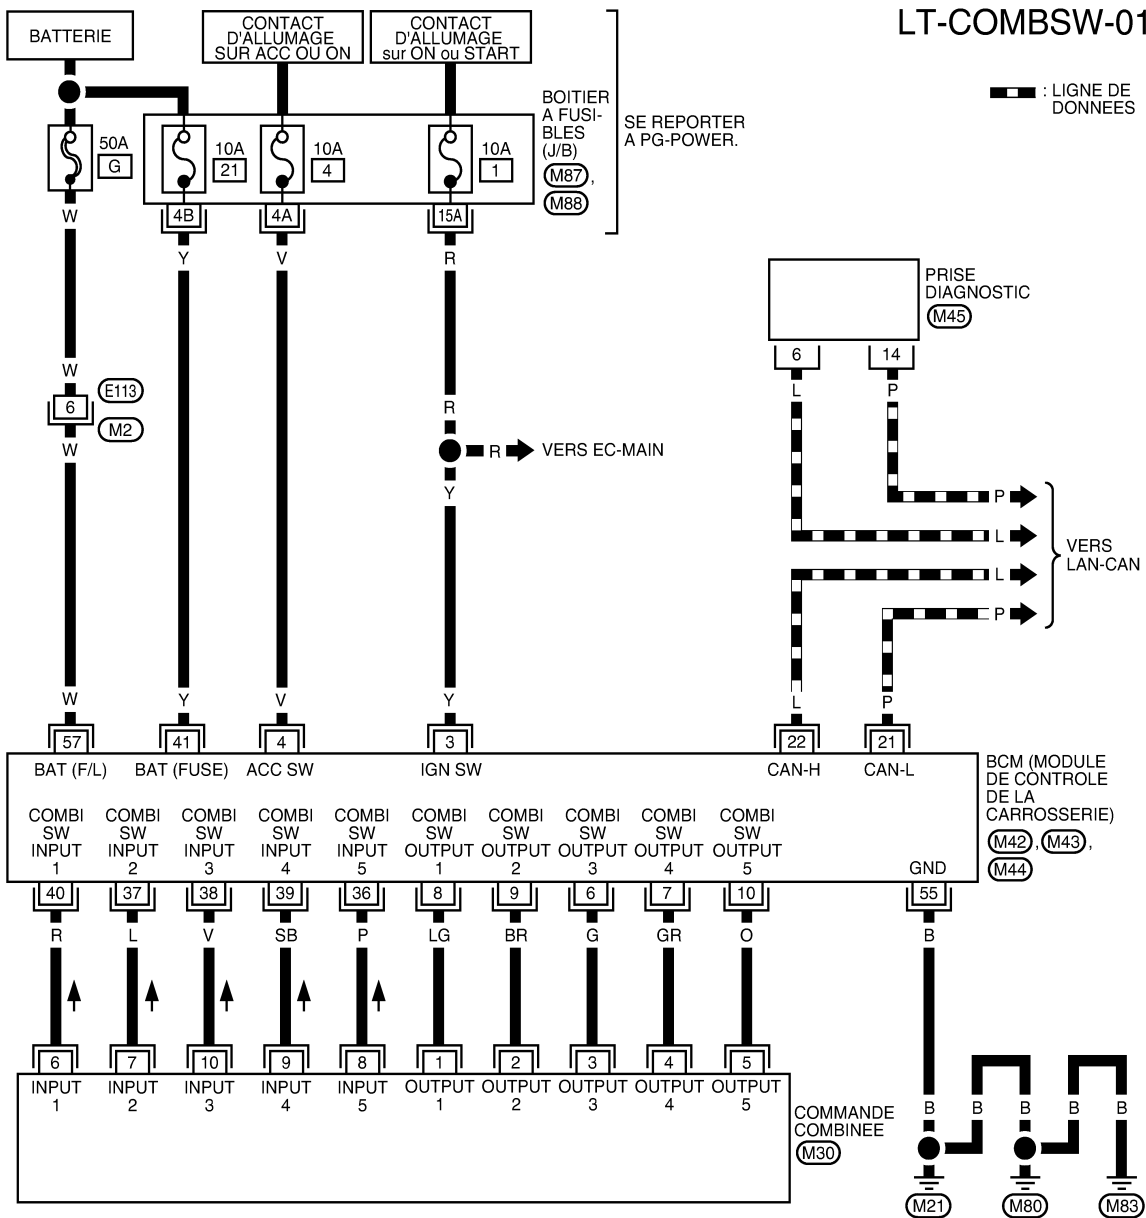 LT-COMBSW-01
BATTERIE
CONTACT
D'ALLUMAGE
SUR ACC OU ON
CONTACT
D'ALLUMAGE
sur ON ou START
: LIGNE DE
DONNEES
50A
G
10A
21
10A
4
10A
1
BOITIER
A FUSI-
BLES
(J/B)
M87 ,
M88
SE REPORTER
A PG-POWER.
4B
4A
15A
W
Y
V
R
PRISE
DIAGNOSTIC
M45
6
14
L
P
W
E113
6
M2
W
R
R
VERS EC-MAIN
Y
P
L
L
P
VERS
LAN-CAN
W
Y
V
Y
L
P
57
41
4
3
22
21
BAT (F/L)
BAT (FUSE)
ACC SW
IGN SW
CAN-H
CAN-L
BCM (MODULE
DE CONTROLE
DE LA
CARROSSERIE)
M42 , M43 ,
M44
COMBI
SW
INPUT
1
COMBI
SW
INPUT
2
COMBI
SW
INPUT
3
COMBI
SW
INPUT
4
COMBI
SW
INPUT
5
COMBI
SW
OUTPUT
1
COMBI
SW
OUTPUT
2
COMBI
SW
OUTPUT
3
COMBI
SW
OUTPUT
4
COMBI
SW
OUTPUT
5
GND
40
37
38
39
36
8
9
6
7
10
55
R
L
V
SB
P
LG
BR
G
GR
O
B
6
7
10
9
8
1
2
3
4
5
INPUT
1
INPUT
2
INPUT
3
INPUT
4
INPUT
5
OUTPUT
1
OUTPUT
2
OUTPUT
3
OUTPUT
4
OUTPUT
5
COMMANDE
COMBINEE
M30
B
B
B
B
B
M21
M80
M83